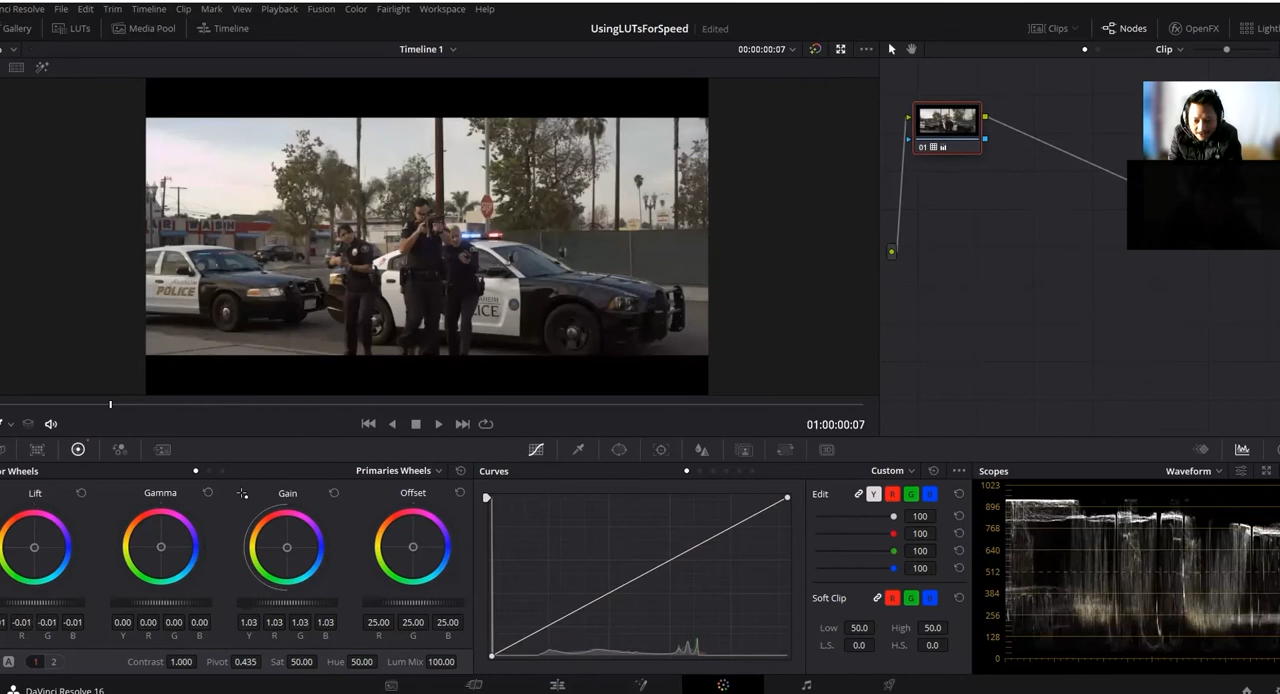 nci Resolve File Edit Trim Timeline Clip Mark View Playback Fusion Color Fairlight Workspace Help
Gallery LUTs Media Pool Timeline UsingLUTsForSpeed Edited Clips Nodes OpenFX Light
Timeline 1 00:00:00:07 Clip
01
WASH
POLICE
ICE
01:00:00:07
or Wheels Primaries Wheels Curves Custom Scopes Waveform
Lift Gamma Gain Offset Edit Y R G B 1023
896
100
768
100
640
100
512
100
384
Soft Clip R G B
256
1 -0.01 -0.01 -0.01 0.00 0.00 0.00 0.00 1.03 1.03 1.03 1.03 25.00 25.00 25.00 Low 50.0 High 50.0
R G B Y R G B Y R G B R G B L.S. 0.0 H.S. 0.0
128
A 1 2 Contrast 1.000 Pivot 0.435 Sat 50.00 Hue 50.00 Lum Mix 100.00 0
DaVinci Resolve 16